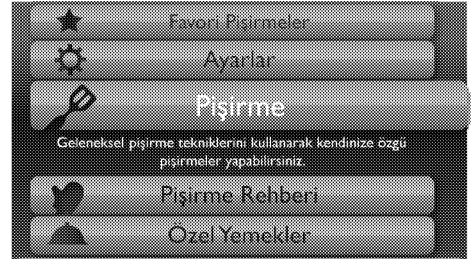 Favori Pişirmeler
Ayarlar
Pişirme
Geleneksel pişirme tekniklerini kullanarak kendinize özgü
pişirmeler yapabilirsiniz.
Pişirme Rehberi
Özel Yemekler